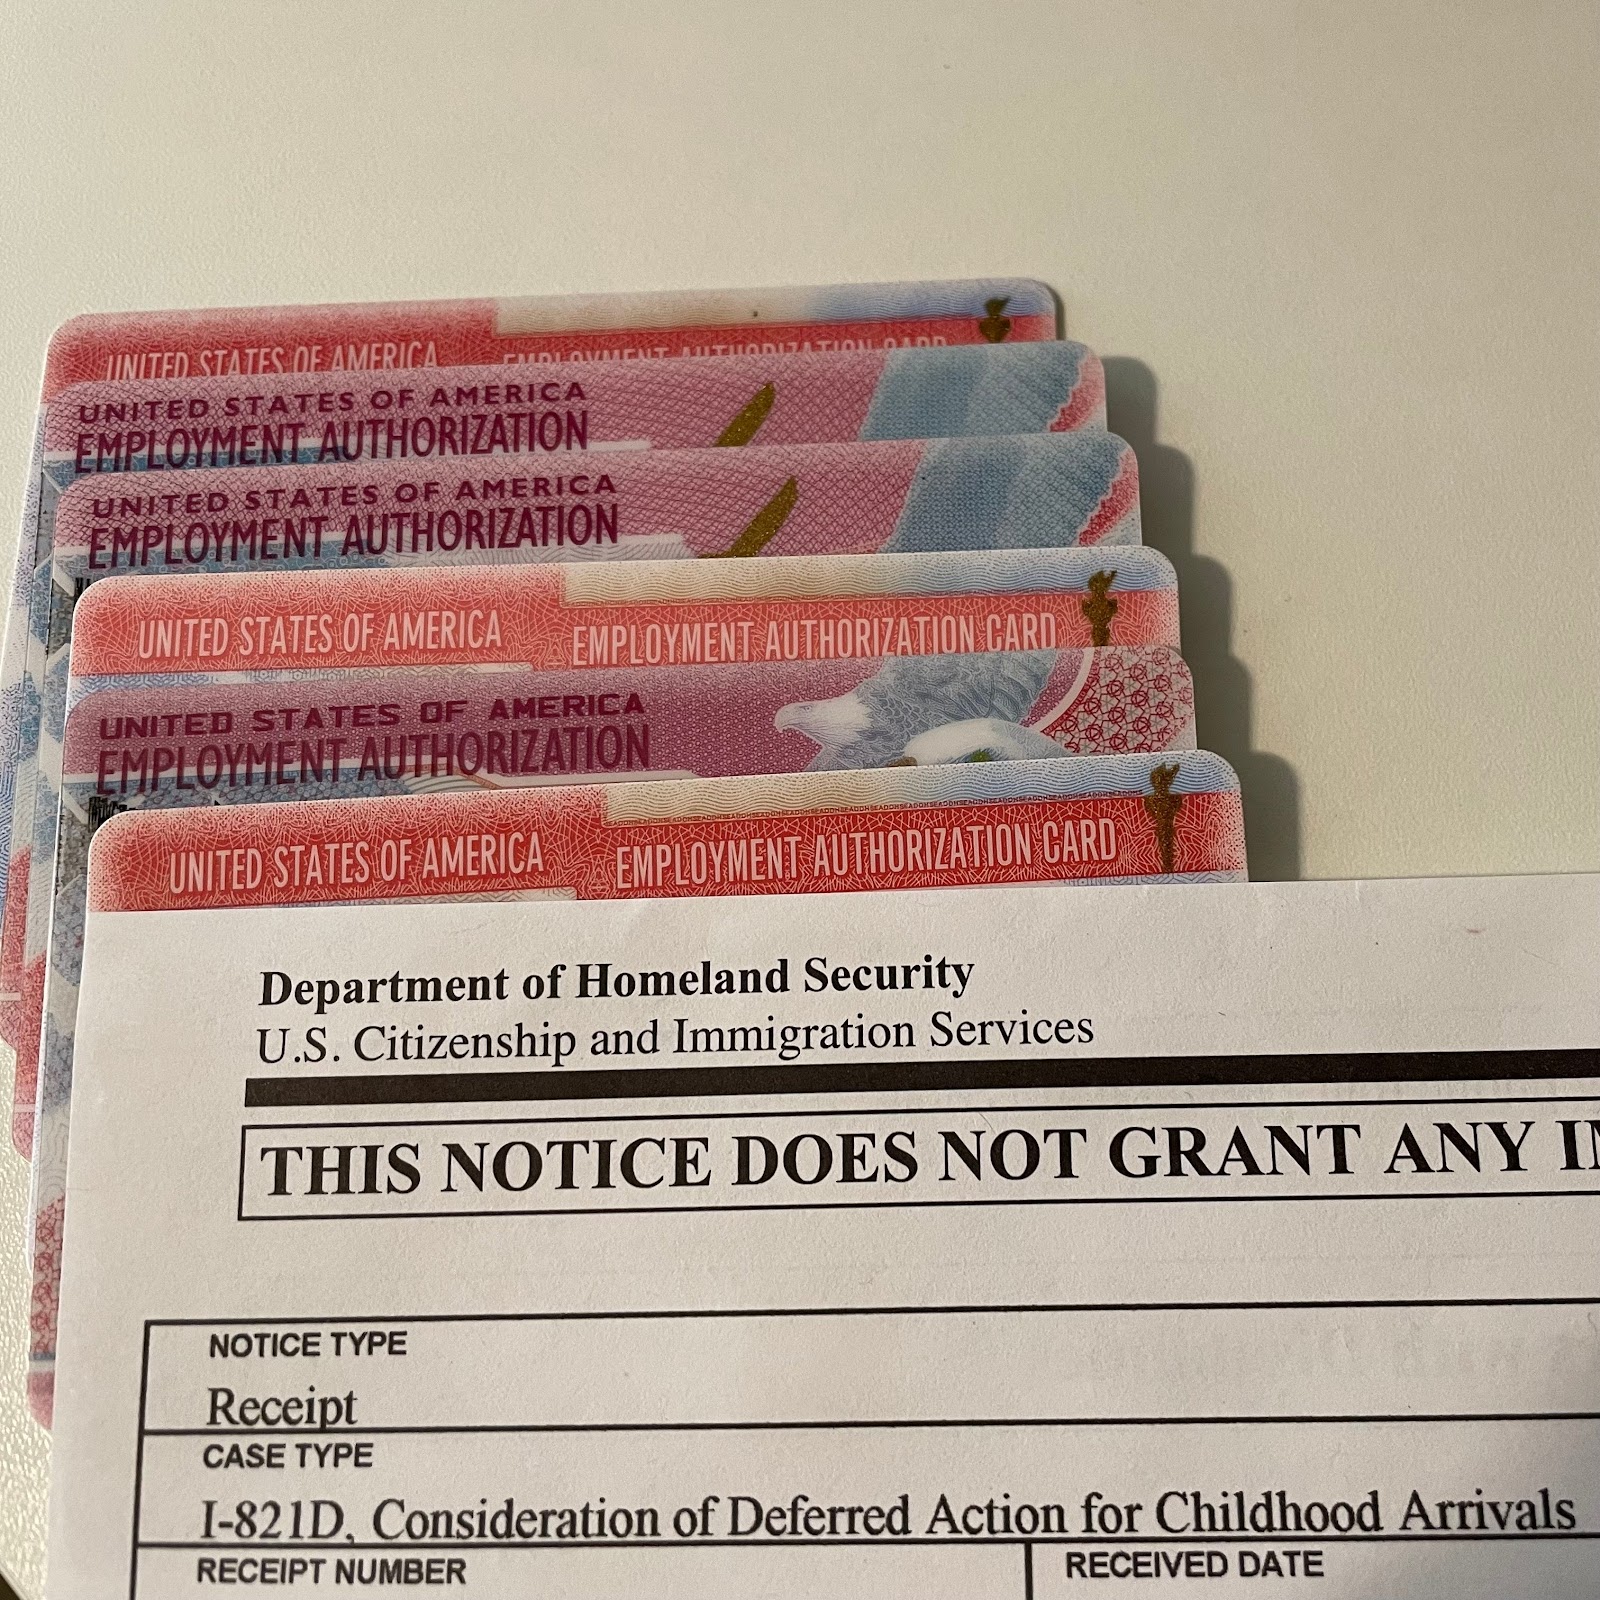 UNITED STATES OF AMERICA EMPLOYMENT AUTHORIZATION CARD
UNITED STATES OF AMERICA
EMPLOYMENT AUTHORIZATION
UNITED STATES OF AMERICA
EMPLOYMENT AUTHORIZATION
UNITED STATES OF AMERICA EMPLOYMENT AUTHORIZATION CARD
UNITED STATES OF AMERICA
EMPLOYMENT AUTHORIZATION
UNITED STATES OF AMERICA EMPLOYMENT AUTHORIZATION CARD
Department of Homeland Security
U.S. Citizenship and Immigration Services
THIS NOTICE DOES NOT GRANT ANY
NOTICE TYPE
Receipt
CASE TYPE
I-821D, Consideration of Deferred Action for Childhood Arrivals
RECEIPT NUMBER
RECEIVED DATE